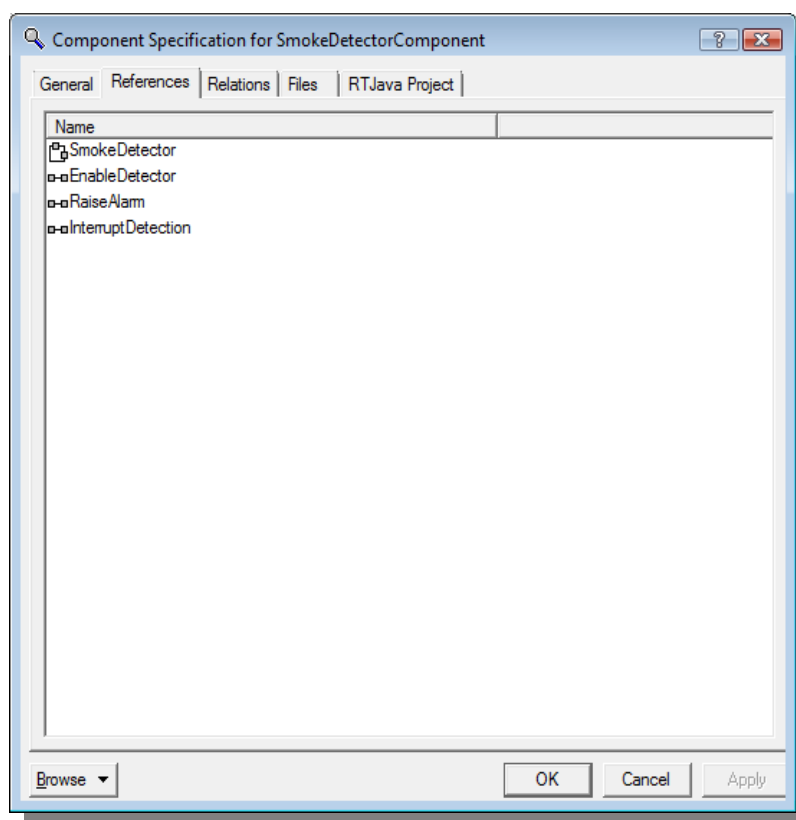 Component Specification for SmokeDetectorComponent ?
General References Relations Files RTJava Project
Name
SmokeDetector
EnableDetector
RaiseAlarm
InterruptDetection
Browse OK Cancel Apply